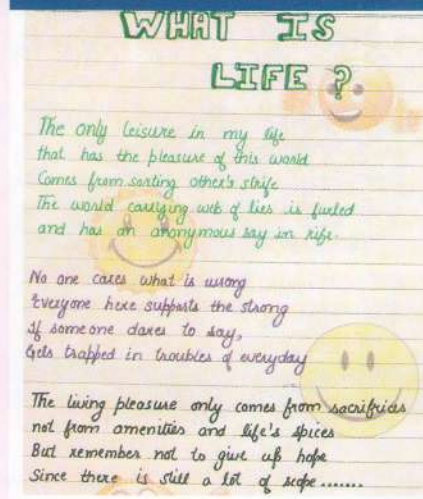 WHAT IS
LIFE ?
The only leisure in my life
that has the pleasure of this world
Comes from sorting other's strife
The world carrying web of lies is furled
and has an anonymous say in rife.
No one cares what is wrong
Everyone here supports the strong
If someone dares to say,
Gets trapped in troubles of everyday
The living pleasure only comes from sacrifries
not from amenities and life's spices
But remember not to give up hope
Since there is still a lot of scope.......